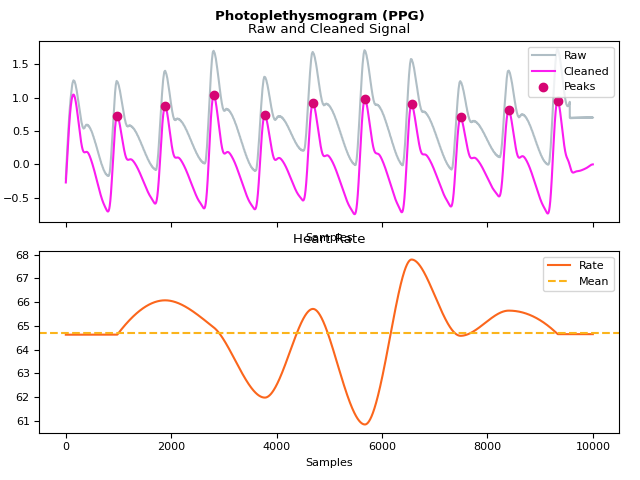 Photoplethysmogram (PPG)
Raw and Cleaned Signal
1.5
1.0
0.5
0.0
−0.5
Raw
Cleaned
Peaks
Samples
Heart Rate
68
67
66
65
64
63
62
61
Rate
Mean
0
2000
4000
6000
8000
10000
Samples